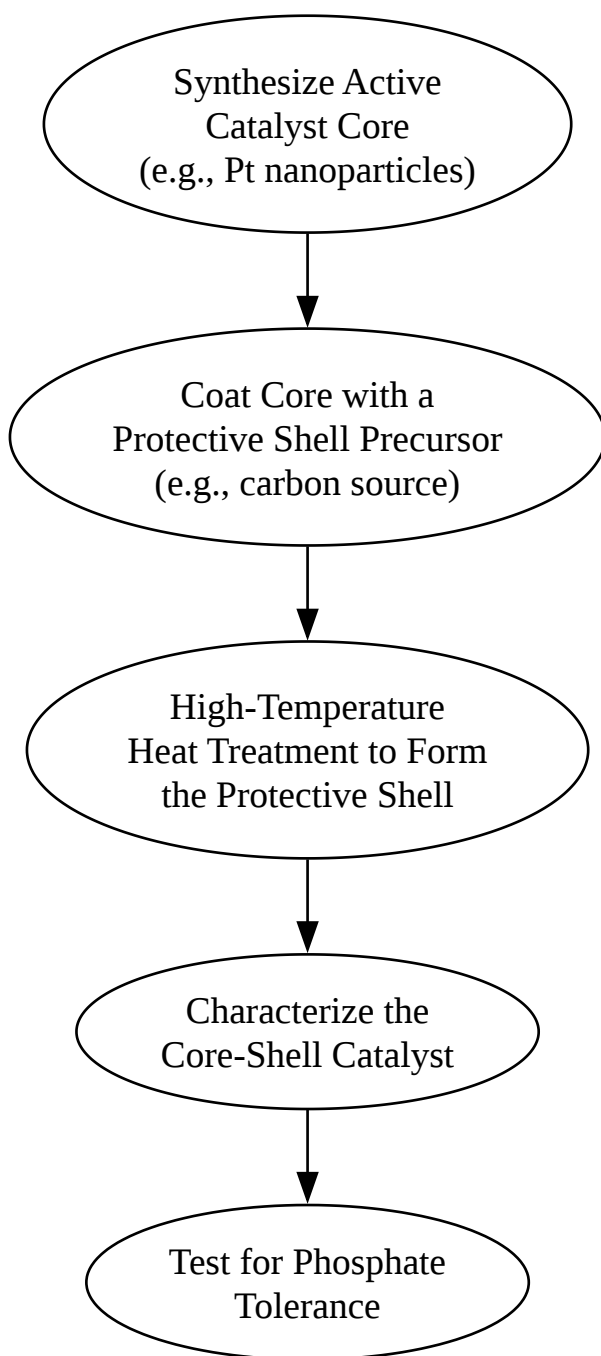 Synthesize Active
Catalyst Core
(e.g., Pt nanoparticles)
Coat Core with a
Protective Shell Precursor
(e.g., carbon source)
High-Temperature
Heat Treatment to Form
the Protective Shell
Characterize the
Core-Shell Catalyst
Test for Phosphate
Tolerance